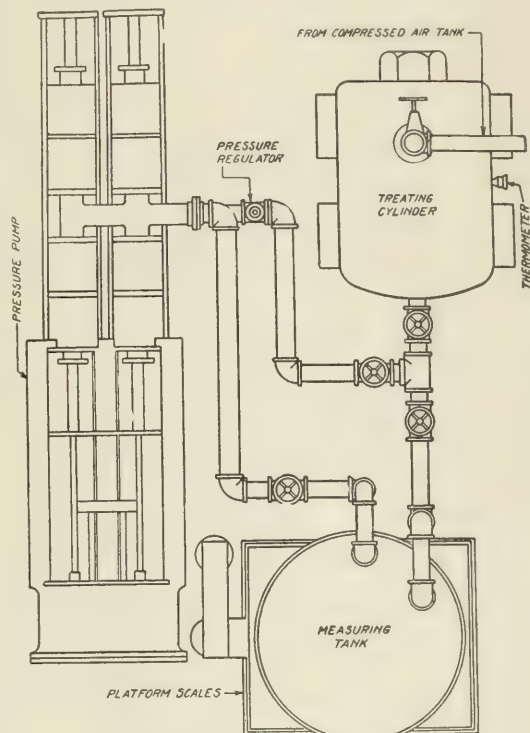 FROM COMPRESSED AIR TANK
PRESSURE
REGULATOR
TREATING
CYLINDER
THERMOMETER
PRESSURE PUMP
MEASURING
TANK
PLATFORM SCALES